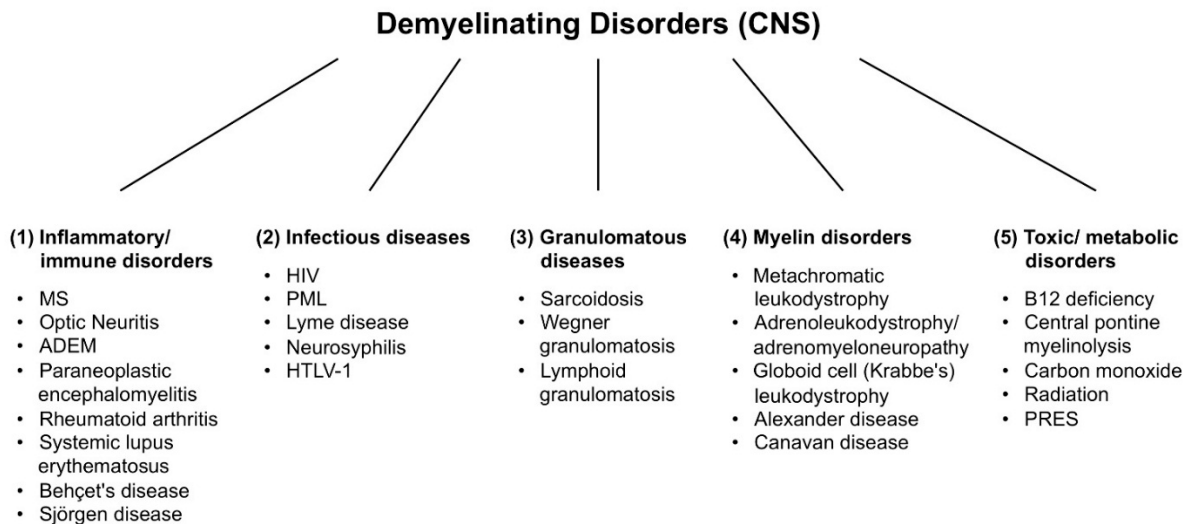 Demyelinating Disorders (CNS)
(1) Inflammatory/
immune disorders
• MS
• Optic Neuritis
• ADEM
• Paraneoplastic
encephalomyelitis
• Rheumatoid arthritis
• Systemic lupus
erythematosus
• Behçet's disease
• Sjörgen disease
(2) Infectious diseases
• HIV
• PML
• Lyme disease
• Neurosyphilis
• HTLV-1
(3) Granulomatous
diseases
• Sarcoidosis
• Wegner
granulomatosis
• Lymphoid
granulomatosis
(4) Myelin disorders
• Metachromatic
leukodystrophy
• Adrenoleukodystrophy/
adrenomyeloneuropathy
• Globoid cell (Krabbe's)
leukodystrophy
• Alexander disease
• Canavan disease
(5) Toxic/ metabolic
disorders
• B12 deficiency
• Central pontine
myelinolysis
• Carbon monoxide
• Radiation
• PRES